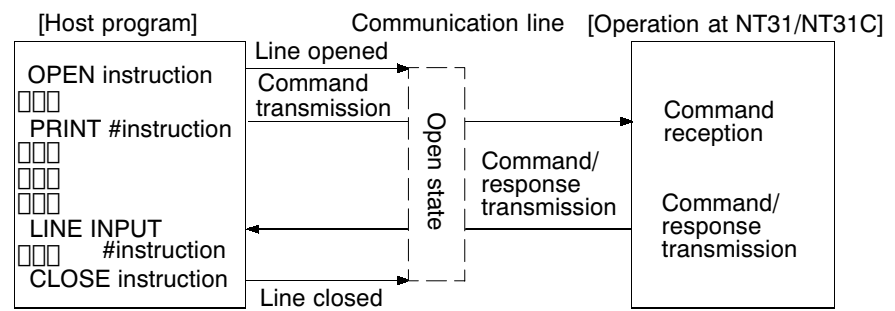 [Host program]
Communication line
[Operation at NT31/NT31C]
Line opened
OPEN instruction
Command
transmission
PRINT #instruction
Open state
Command
reception
Command/
response
transmission
Command/
response
transmission
LINE INPUT
#instruction
CLOSE instruction
Line closed